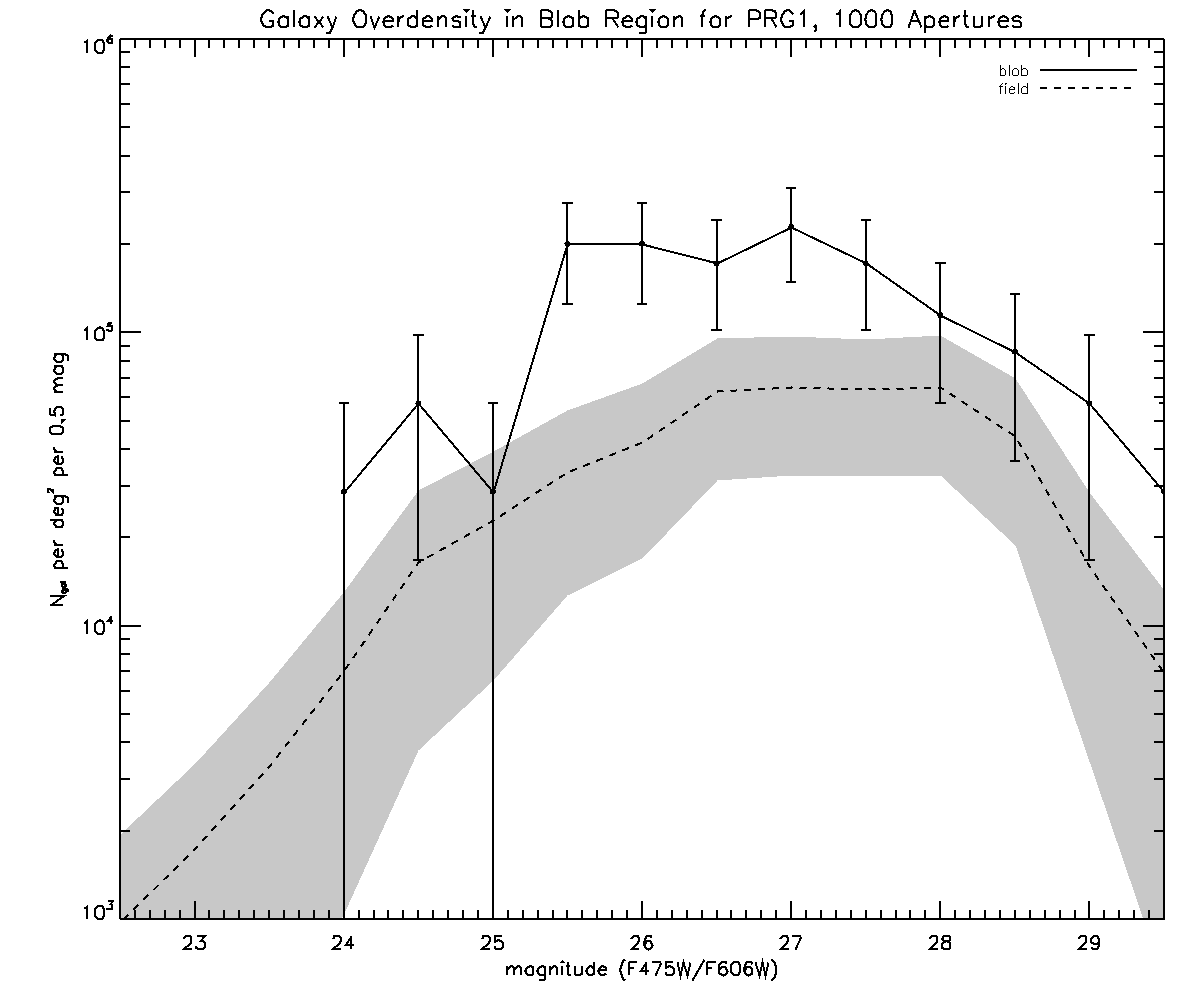 Galaxy Overdensity in Blob Region for PRG1, 1000 Apertures
blob
field
10⁶
10⁵
10⁴
10³
N_gal per deg² per 0.5 mag
23 24 25 26 27 28 29
magnitude (F475W/F606W)